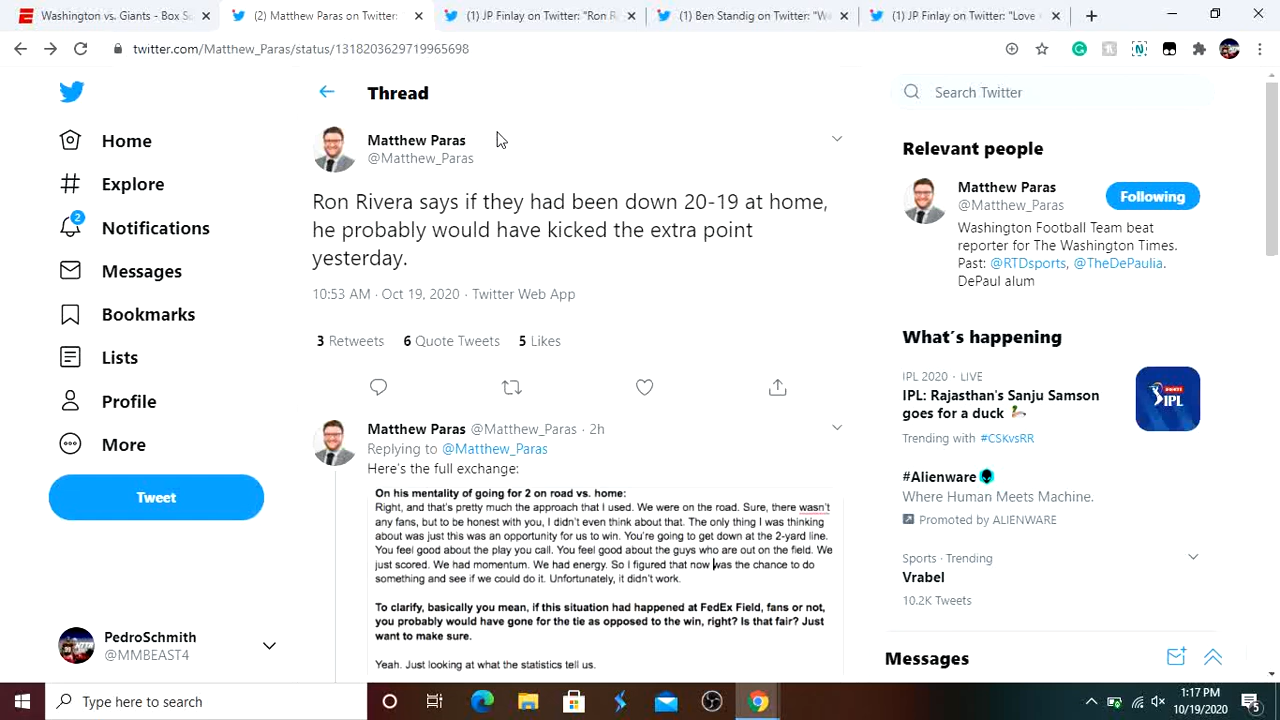 Washington vs. Giants - Box S
(2) Matthew Paras on Twitter:
(1) JP Finlay on Twitter: "Ron R
(1) Ben Standig on Twitter: "W
(1) JP Finlay on Twitter: "Love
twitter.com/Matthew_Paras/status/1318203629719965698
Home
Explore
2
Notifications
Messages
Bookmarks
Lists
Profile
More
Tweet
PedroSchmith
@MMBEAST4
Thread
Matthew Paras
@Matthew_Paras
Ron Rivera says if they had been down 20-19 at home,
he probably would have kicked the extra point
yesterday.
10:53 AM · Oct 19, 2020 · Twitter Web App
3 Retweets 6 Quote Tweets 5 Likes
Matthew Paras @Matthew_Paras · 2h
Replying to @Matthew_Paras
Here's the full exchange:
On his mentality of going for 2 on road vs. home:
Right, and that's pretty much the approach that I used. We were on the road. Sure, there wasn't
any fans, but to be honest with you, I didn't even think about that. The only thing I was thinking
about was just this was an opportunity for us to win. You're going to get down at the 2-yard line.
You feel good about the play you call. You feel good about the guys who are out on the field. We
just scored. We had momentum. We had energy. So I figured that now was the chance to do
something and see if we could do it. Unfortunately, it didn't work.
To clarify, basically you mean, if this situation had happened at FedEx Field, fans or not,
you probably would have gone for the tie as opposed to the win, right? Is that fair? Just
want to make sure.
Yeah. Just looking at what the statistics tell us.
Search Twitter
Relevant people
Matthew Paras
@Matthew_Paras
Following
Washington Football Team beat
reporter for The Washington Times.
Past: @RTDsports, @TheDePaulia.
DePaul alum
What's happening
IPL 2020 · LIVE
IPL: Rajasthan's Sanju Samson
goes for a duck
Trending with #CSKvsRR
IPL
#Alienware
Where Human Meets Machine.
Promoted by ALIENWARE
Sports · Trending
Vrabel
10.2K Tweets
Messages
Type here to search
1:17 PM
10/19/2020
5